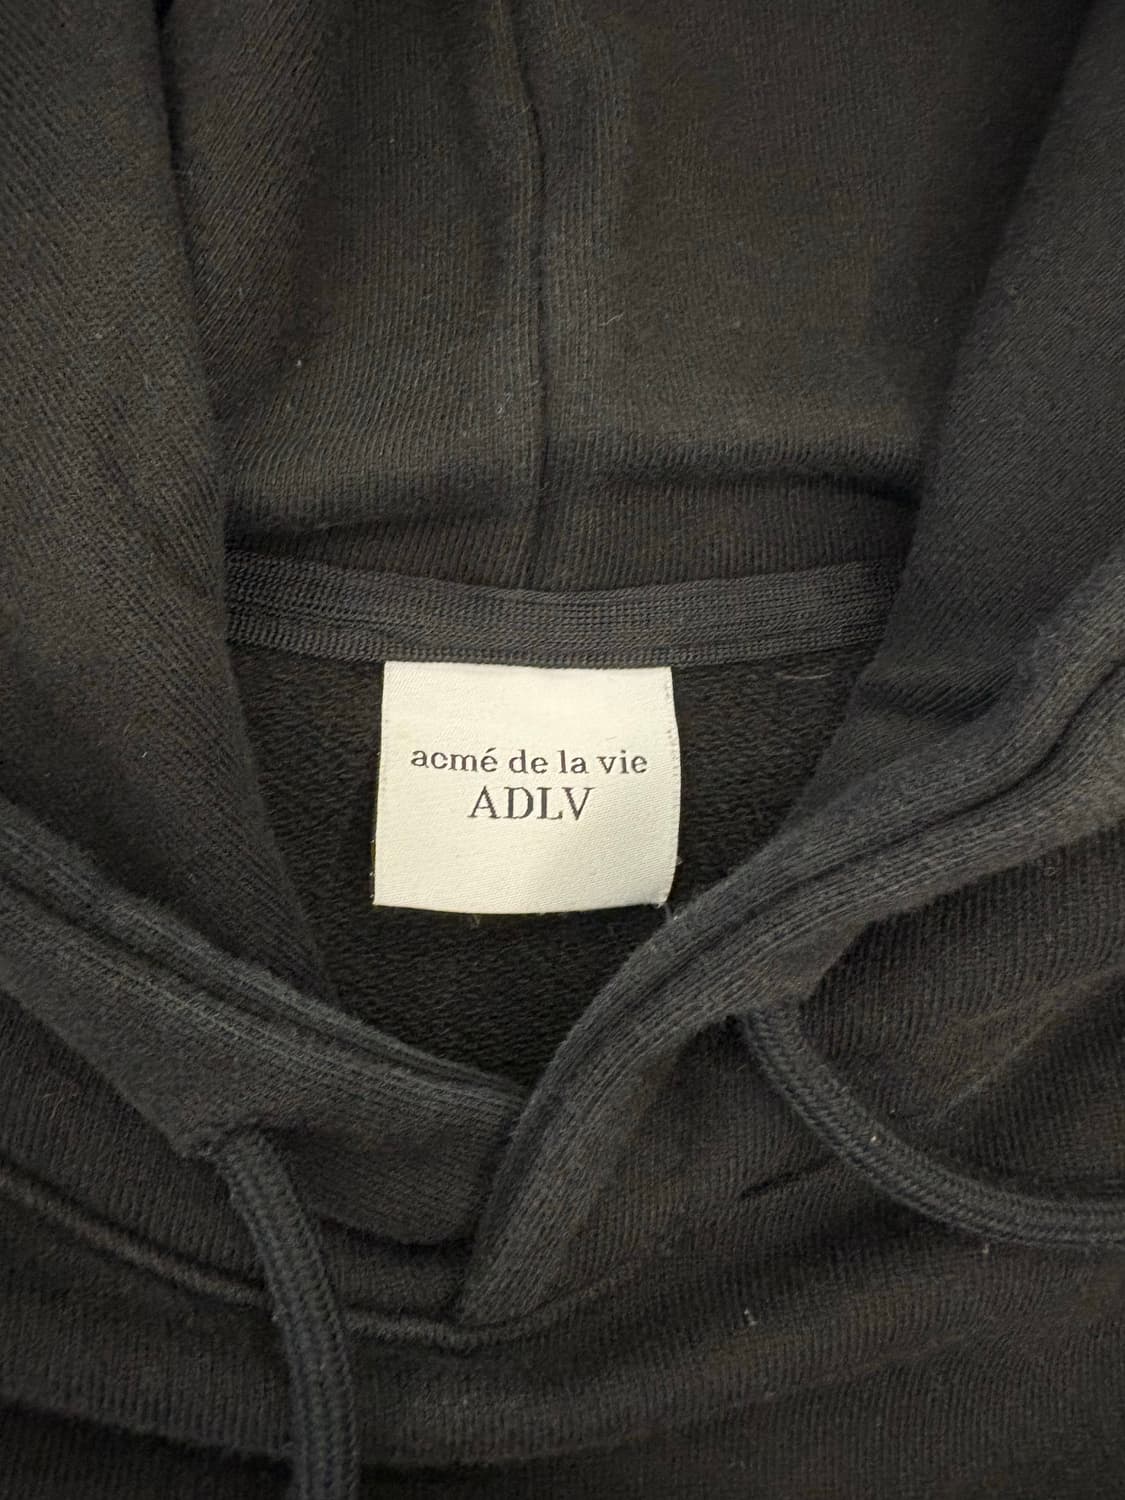 acmé de la vie
ADLV